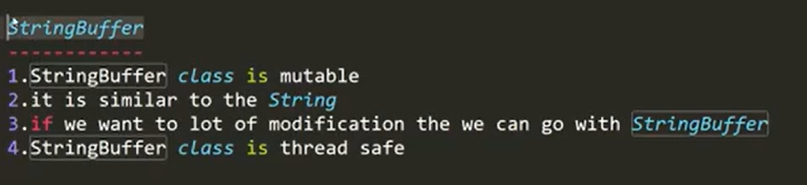 StringBuffer
------------
1.StringBuffer class is mutable
2.it is similar to the String
3.if we want to lot of modification the we can go with StringBuffer
4.StringBuffer class is thread safe